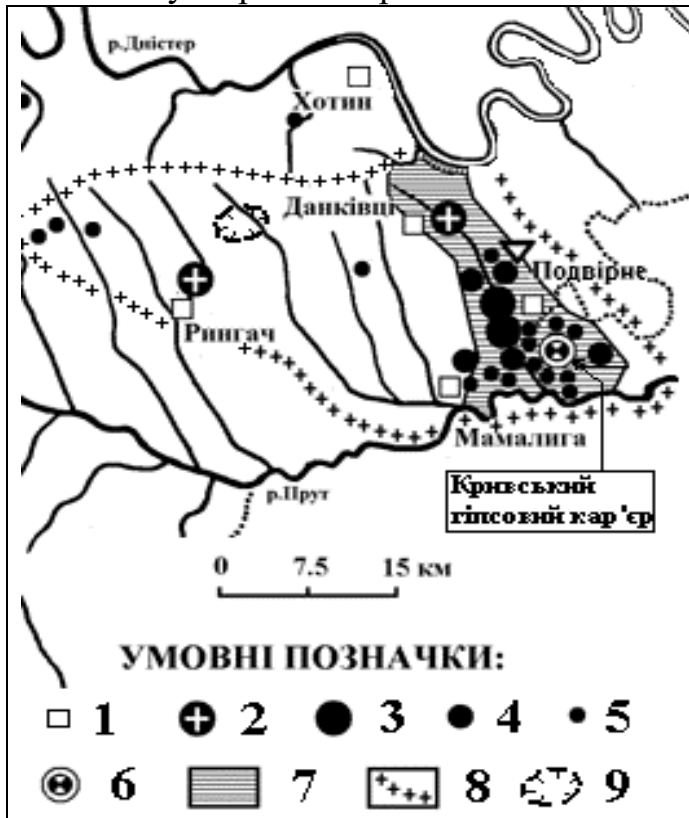 р.Дністер
Хотин
Данківці
Подвірне
Рингач
Мамалига
р.Прут
Кривський
гіпсовий кар'єр
0 7.5 15 км
УМОВНІ ПОЗНАЧКИ:
1 2 3 4 5
6 7 8 9